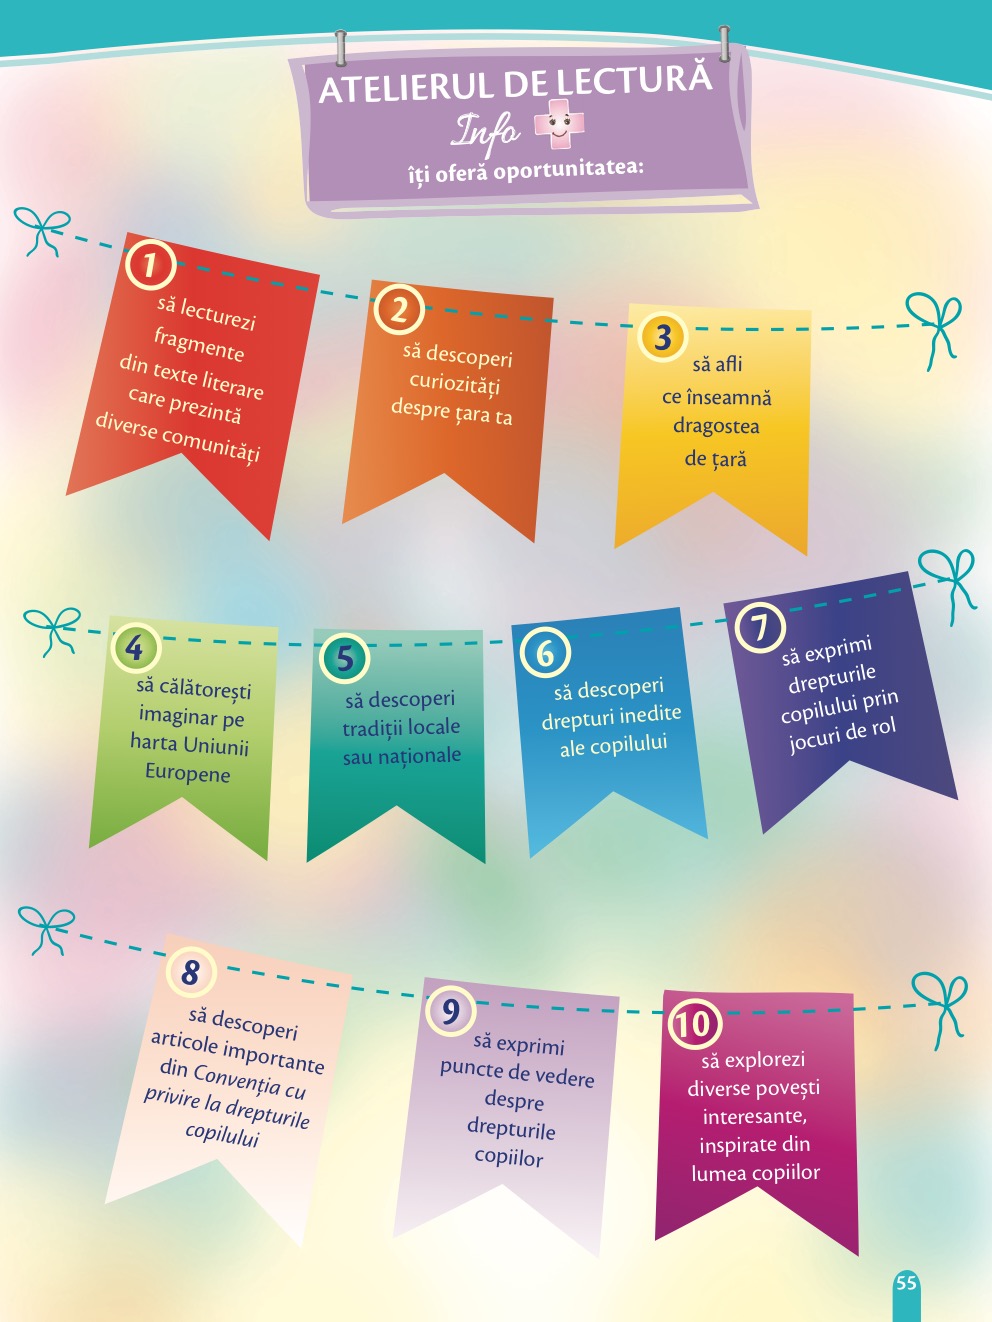 ATELIERUL DE LECTURĂ
Info
îți oferă oportunitatea:
1
să lecturezi
fragmente
din texte literare
care prezintă
diverse comunități
2
să descoperi
curiozități
despre țara ta
3
să afli
ce înseamnă
dragostea
de țară
4
să călătorești
imaginar pe
harta Uniunii
Europene
5
să descoperi
tradiții locale
sau naționale
6
să descoperi
drepturi inedite
ale copilului
7
să exprimi
drepturile
copilului prin
jocuri de rol
8
să descoperi
articole importante
din Convenția cu
privire la drepturile
copilului
9
să exprimi
puncte de vedere
despre
drepturile
copiilor
10
să explorezi
diverse povești
interesante,
inspirate din
lumea copiilor
55